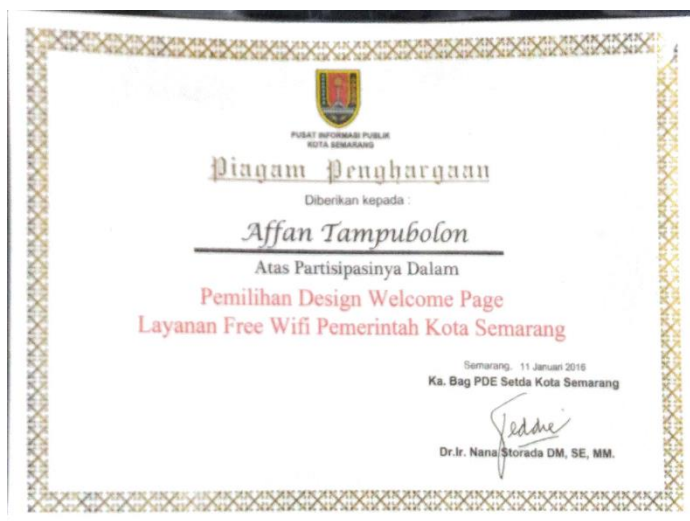 PUSAT INFORMASI PUBLIK
KOTA SEMARANG
Piagam Penghargaan
Diberikan kepada :
Affan Tampubolon
Atas Partisipasinya Dalam
Pemilihan Design Welcome Page
Layanan Free Wifi Pemerintah Kota Semarang
Semarang, 11 Januari 2016
Ka. Bag PDE Setda Kota Semarang
Dr.Ir. Nana Storada DM, SE, MM.